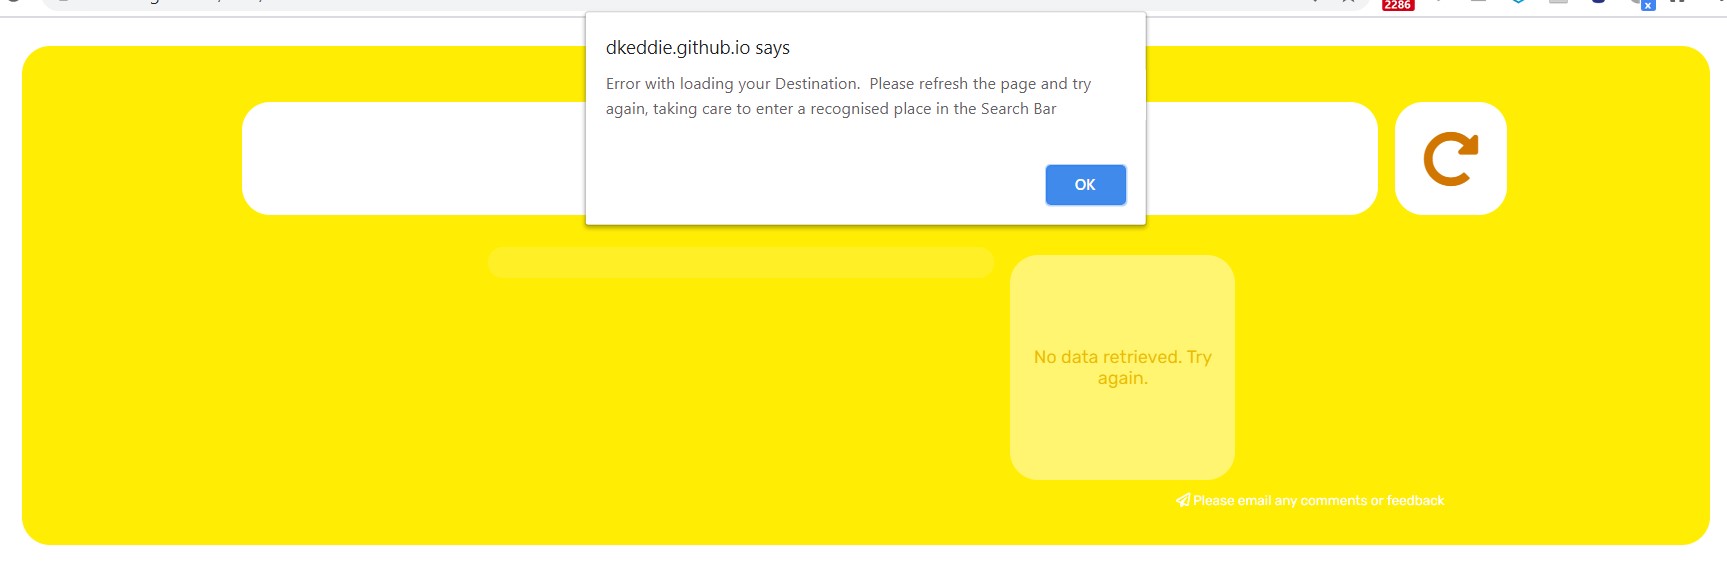 2286
x
dkeddie.github.io says
Error with loading your Destination.  Please refresh the page and try
again, taking care to enter a recognised place in the Search Bar
OK
No data retrieved. Try
again.
Please email any comments or feedback